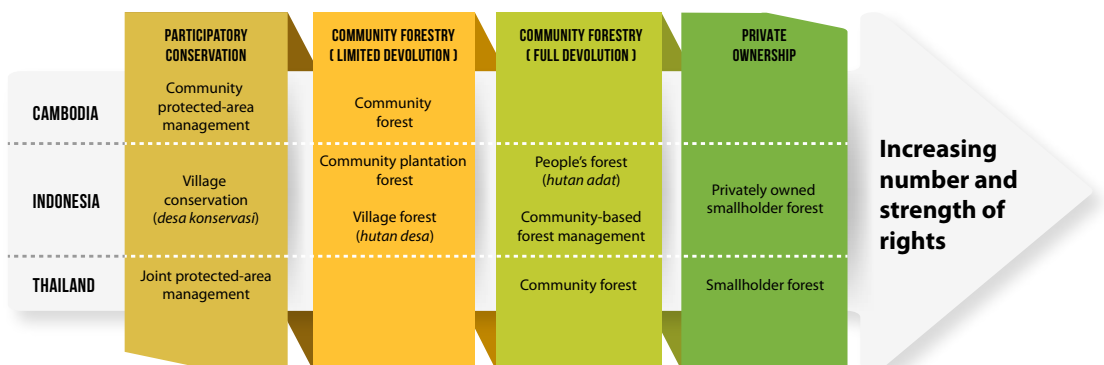 PARTICIPATORY
CONSERVATION
COMMUNITY FORESTRY
( LIMITED DEVOLUTION )
COMMUNITY FORESTRY
( FULL DEVOLUTION )
PRIVATE
OWNERSHIP
CAMBODIA
Community
protected-area
management
Community
forest
INDONESIA
Village
conservation
(desa konservasi)
Community plantation
forest
Village forest
(hutan desa)
People's forest
(hutan adat)
Community-based
forest management
Privately owned
smallholder forest
THAILAND
Joint protected-area
management
Community forest
Smallholder forest
Increasing
number and
strength of
rights